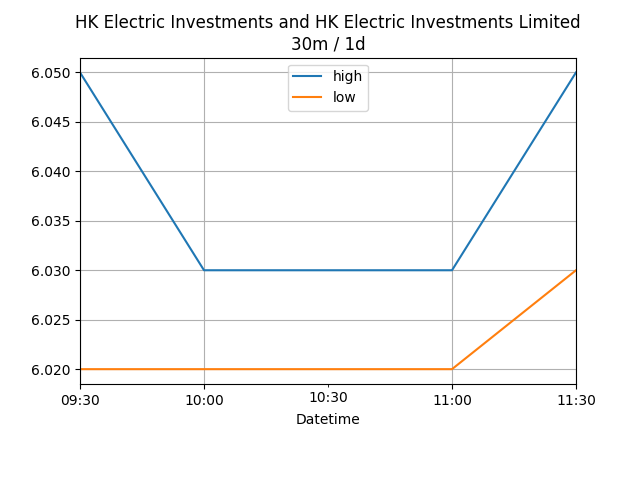 HK Electric Investments and HK Electric Investments Limited
30m / 1d
high
low
6.050
6.045
6.040
6.035
6.030
6.025
6.020
09:30
10:00
10:30
11:00
11:30
Datetime